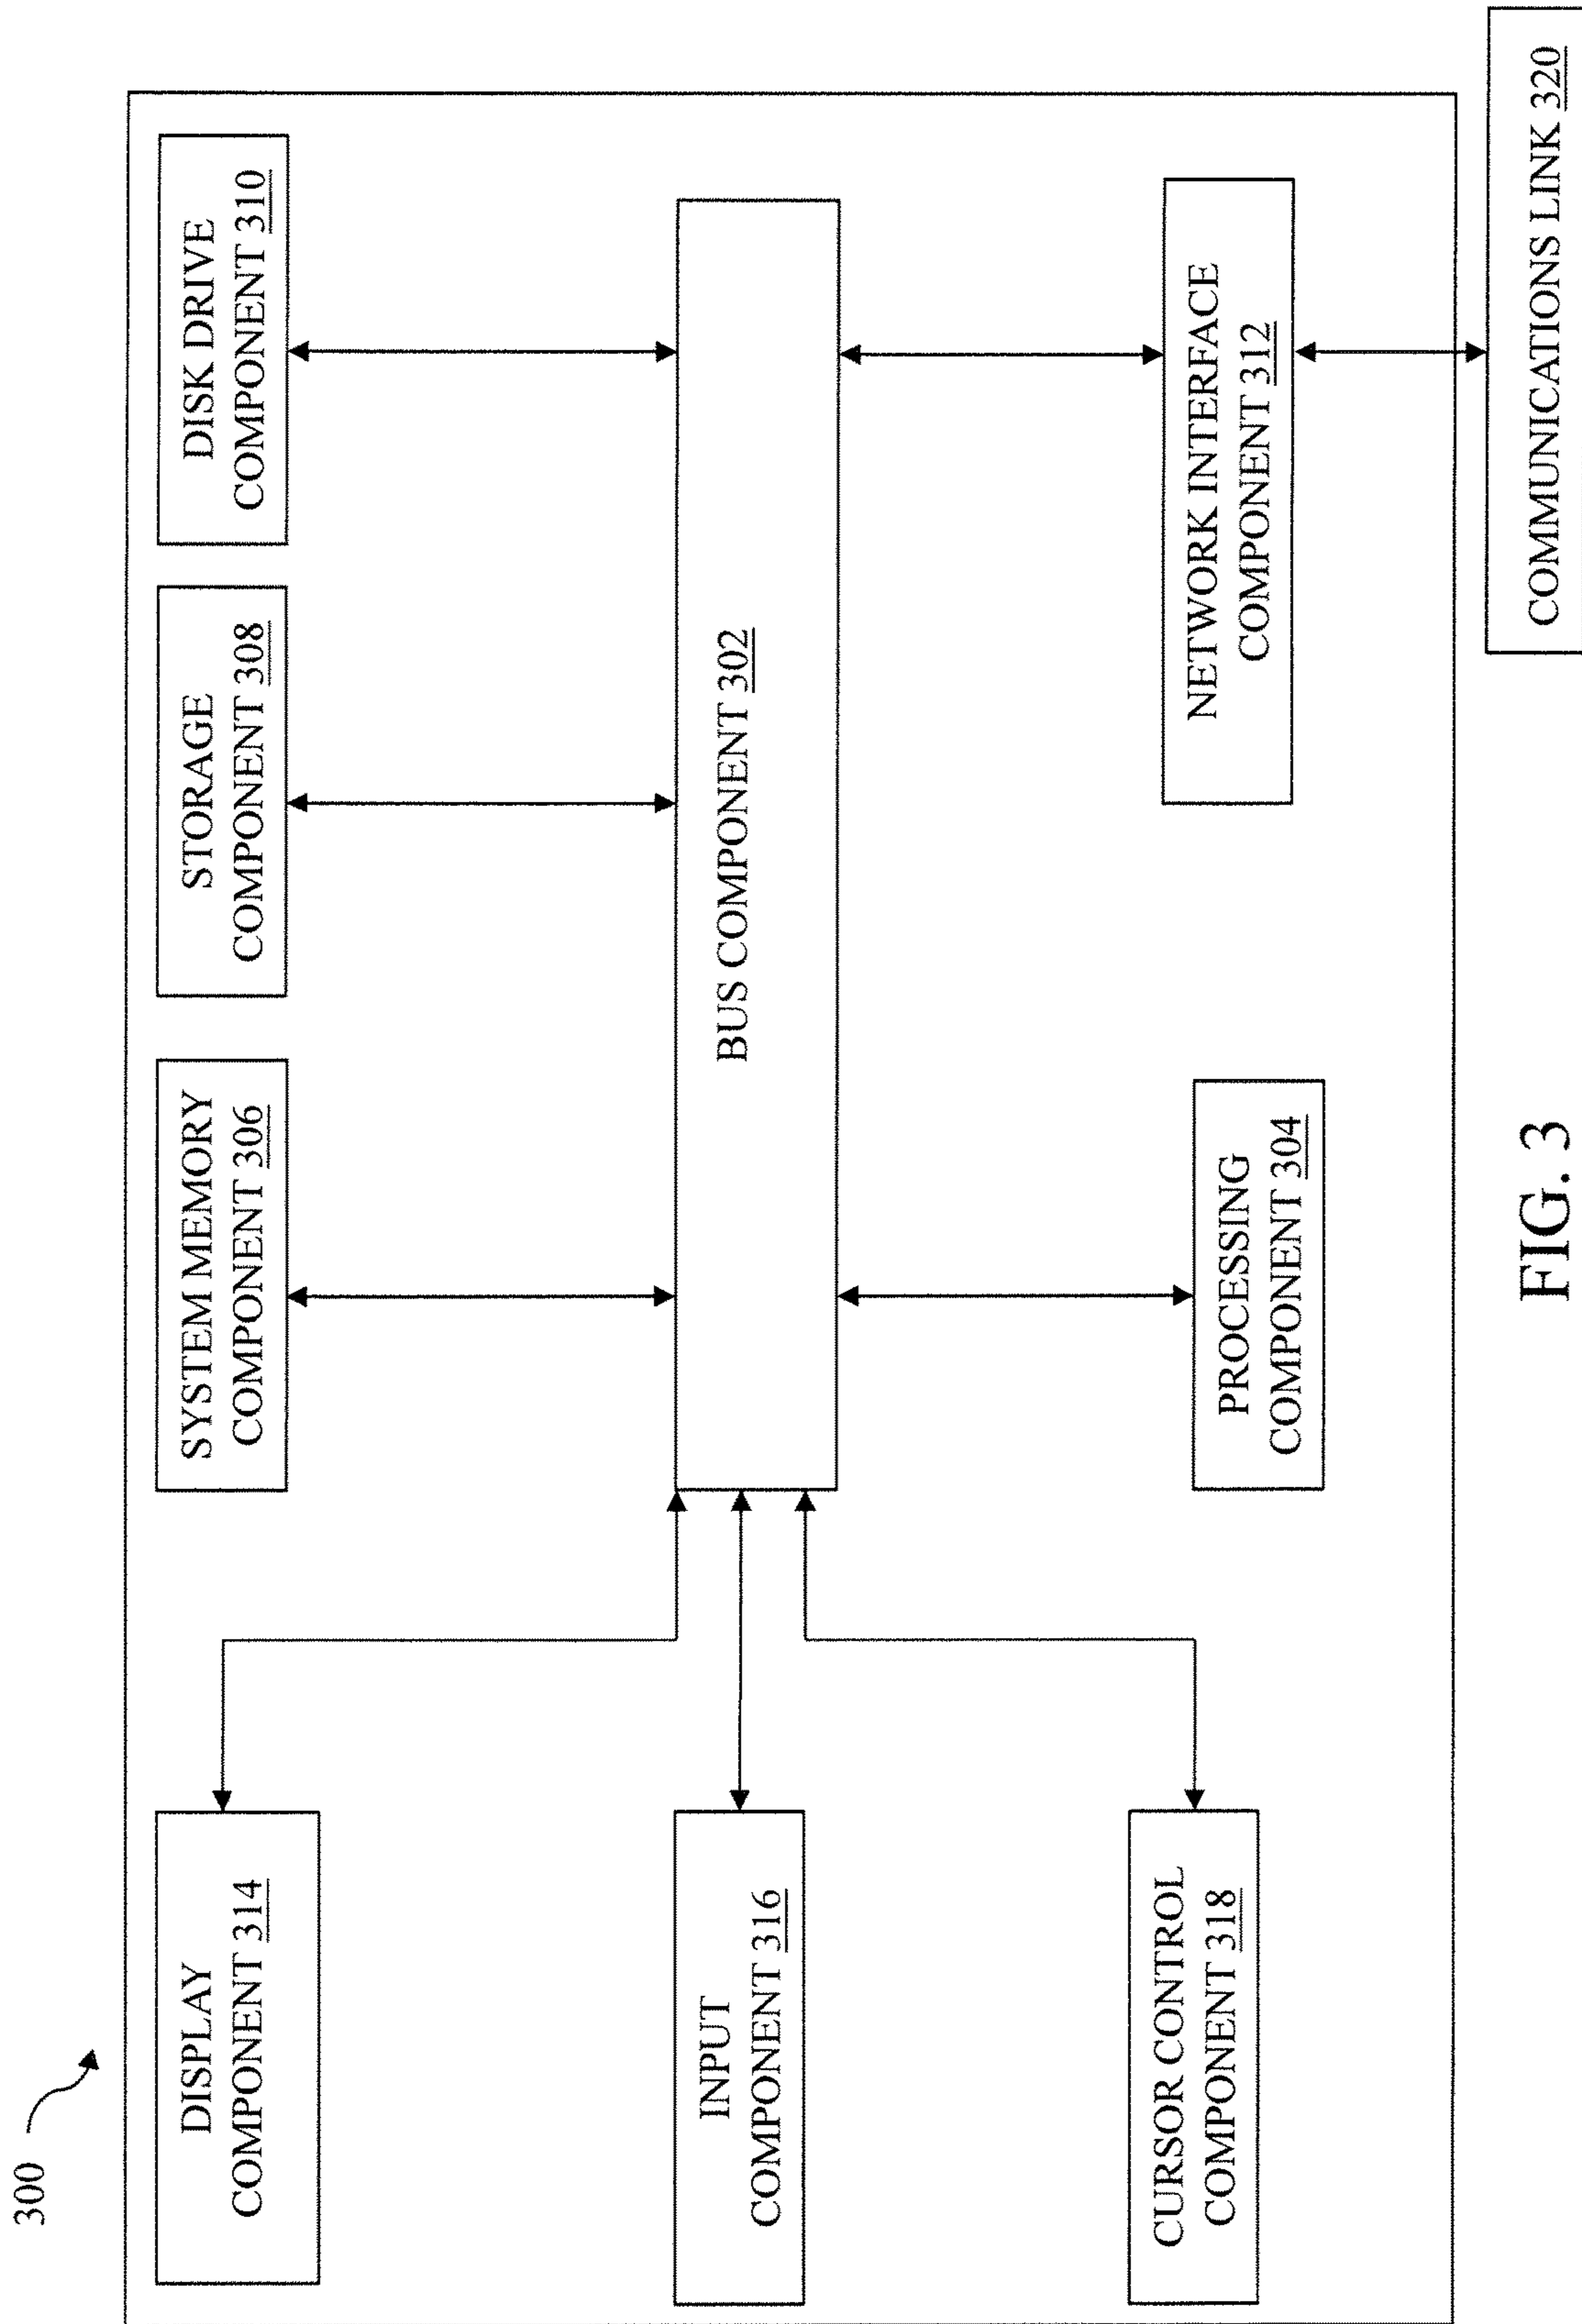 300
DISPLAY
COMPONENT 314
SYSTEM MEMORY
COMPONENT 306
STORAGE
COMPONENT 308
DISK DRIVE
COMPONENT 310
INPUT
COMPONENT 316
BUS COMPONENT 302
CURSOR CONTROL
COMPONENT 318
PROCESSING
COMPONENT 304
NETWORK INTERFACE
COMPONENT 312
COMMUNICATIONS LINK 320
FIG. 3